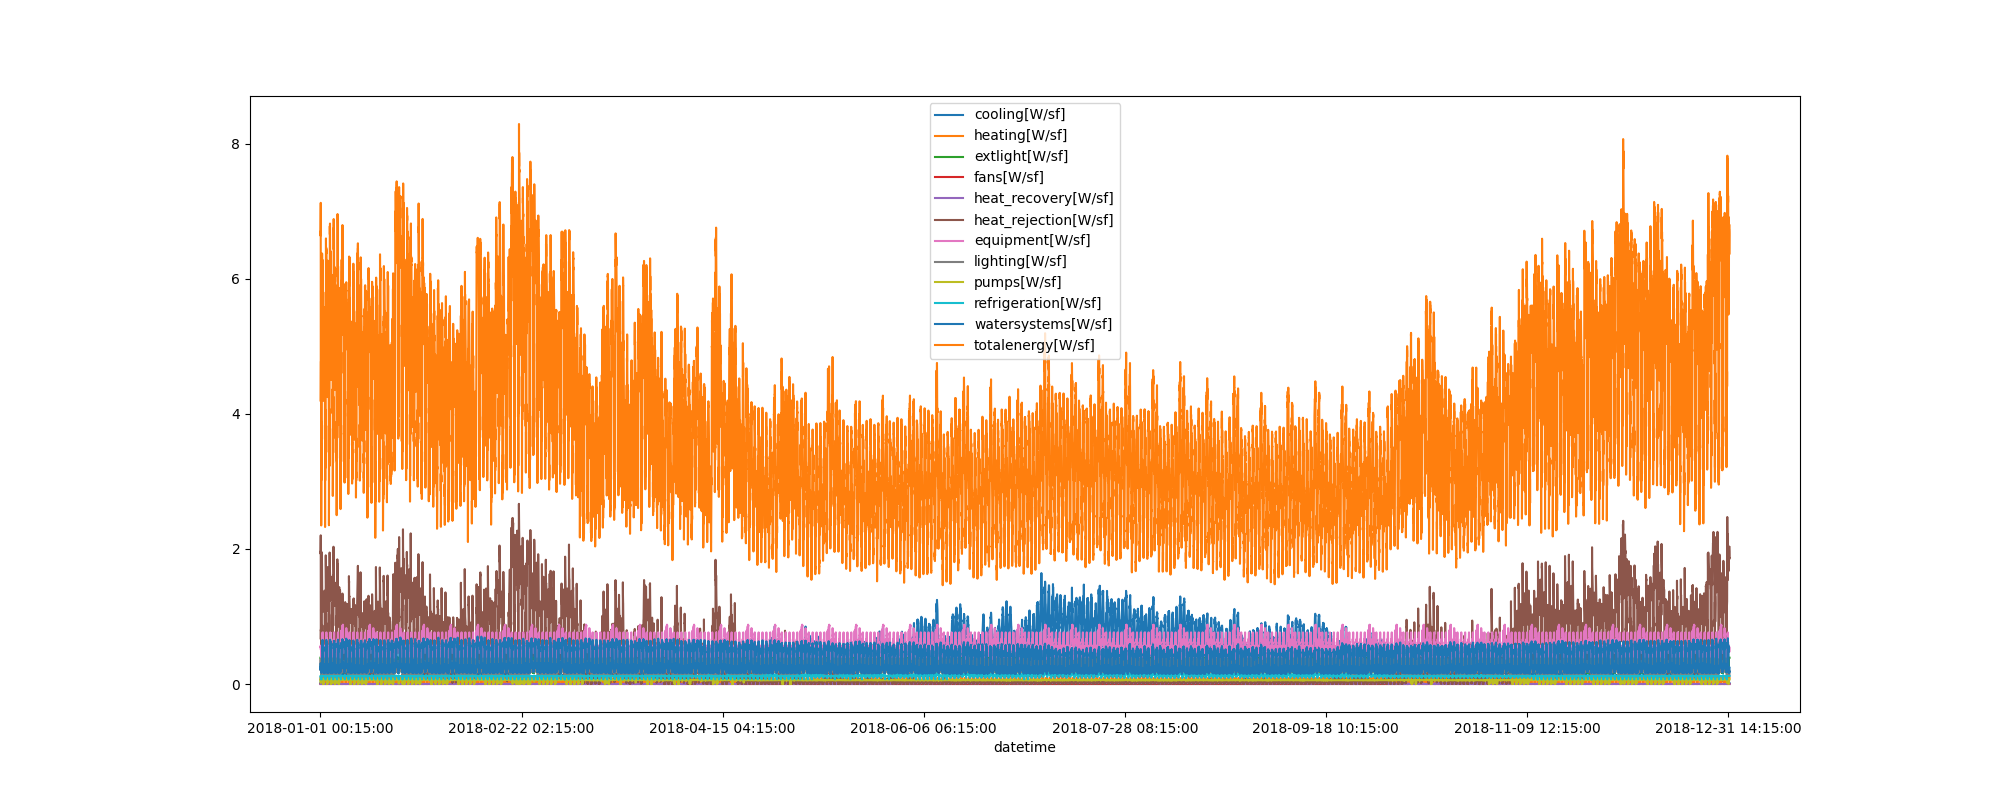 8
6
4
2
0
cooling[W/sf]
heating[W/sf]
extlight[W/sf]
fans[W/sf]
heat_recovery[W/sf]
heat_rejection[W/sf]
equipment[W/sf]
lighting[W/sf]
pumps[W/sf]
refrigeration[W/sf]
watersystems[W/sf]
totalenergy[W/sf]
2018-01-01 00:15:00 2018-02-22 02:15:00 2018-04-15 04:15:00 2018-06-06 06:15:00 2018-07-28 08:15:00 2018-09-18 10:15:00 2018-11-09 12:15:00 2018-12-31 14:15:00
datetime